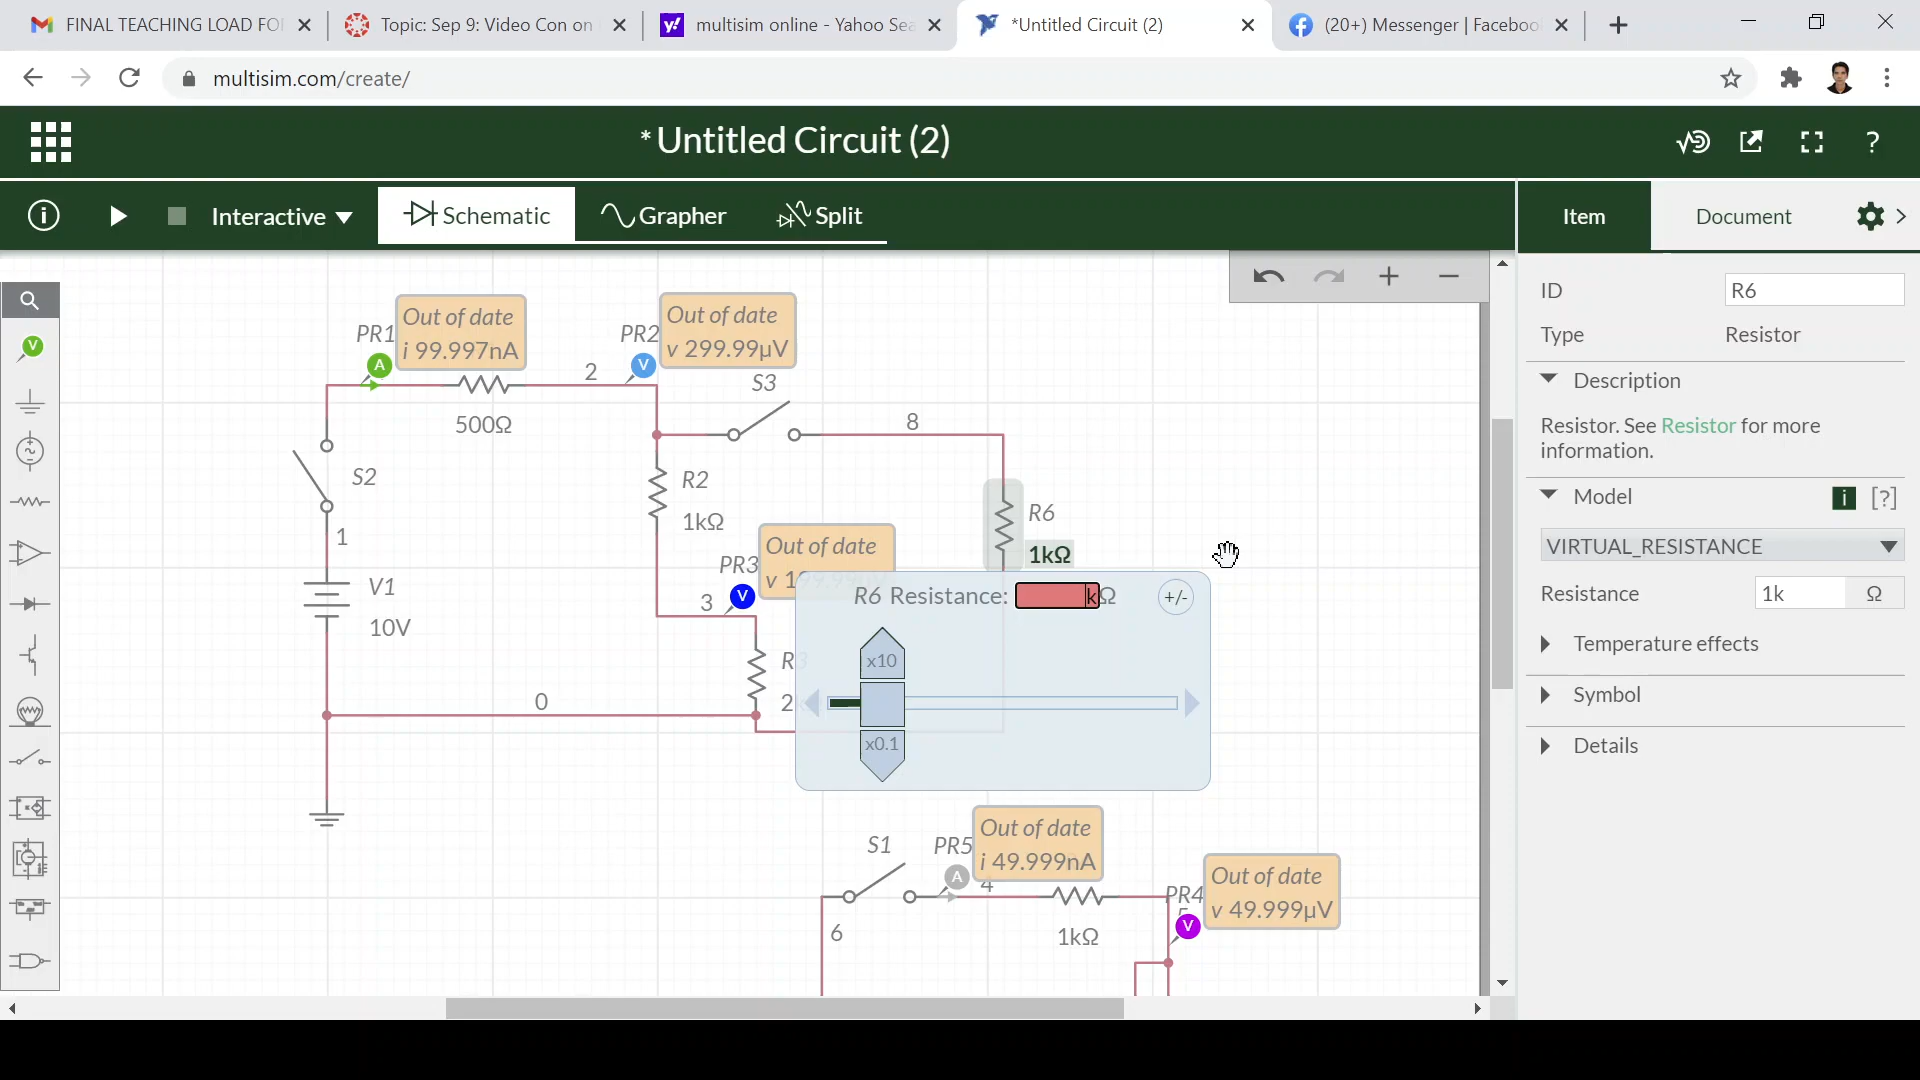 FINAL TEACHING LOAD FO
Topic: Sep 9: Video Con on
multisim online - Yahoo Sea
*Untitled Circuit (2)
(20+) Messenger | Facebook
multisim.com/create/
*Untitled Circuit (2)
?
Interactive
Schematic
Grapher
Split
Item
Document
ID
R6
Type
Resistor
Description
Resistor. See Resistor for more
information.
Model
i
[?]
VIRTUAL_RESISTANCE
Resistance
1k
Ω
Temperature effects
Symbol
Details
PR1
A
Out of date
i 99.997nA
500Ω
2
PR2
V
Out of date
v 299.99µV
S3
8
S2
1
V1
10V
0
R2
1kΩ
R6
1kΩ
PR3
V
Out of date
3
R3
2
R6 Resistance: kΩ
+/-
x10
x0.1
S1
PR5
A
Out of date
i 49.999nA
4
1kΩ
6
PR4
V
Out of date
v 49.999µV